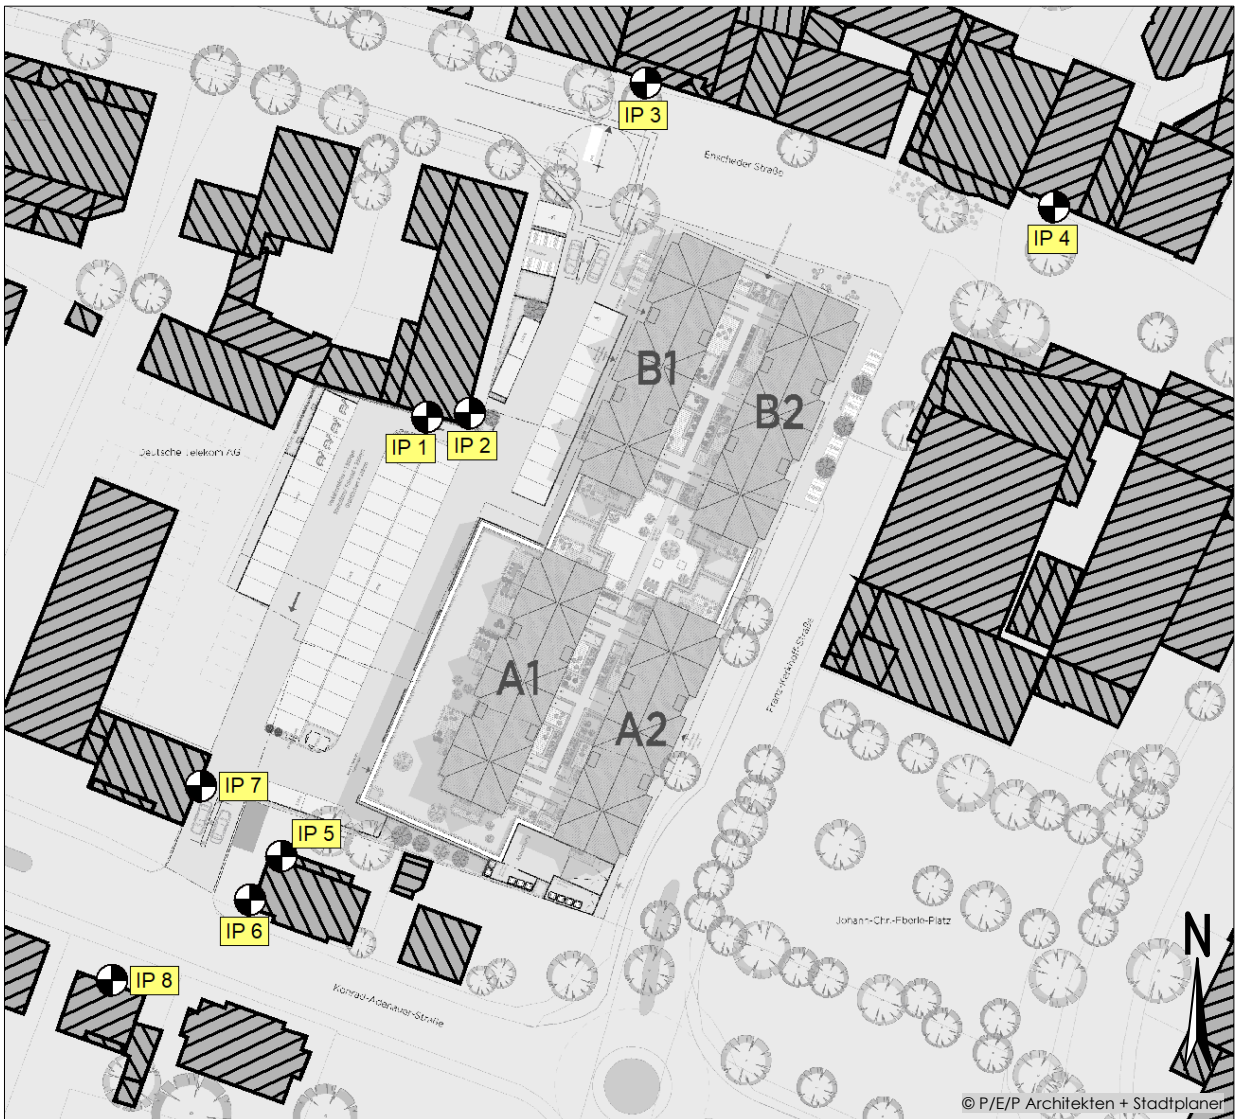 IP 3
Enscheder Straße
IP 4
B1
B2
IP 1
IP 2
Deutsche Telekom AG
A1
A2
Franz-Kerkhoff-Straße
IP 7
IP 5
IP 6
Johann-Chr.-Eberle-Platz
N
IP 8
Konrad-Adenauer-Straße
© P/E/P Architekten + Stadtplaner